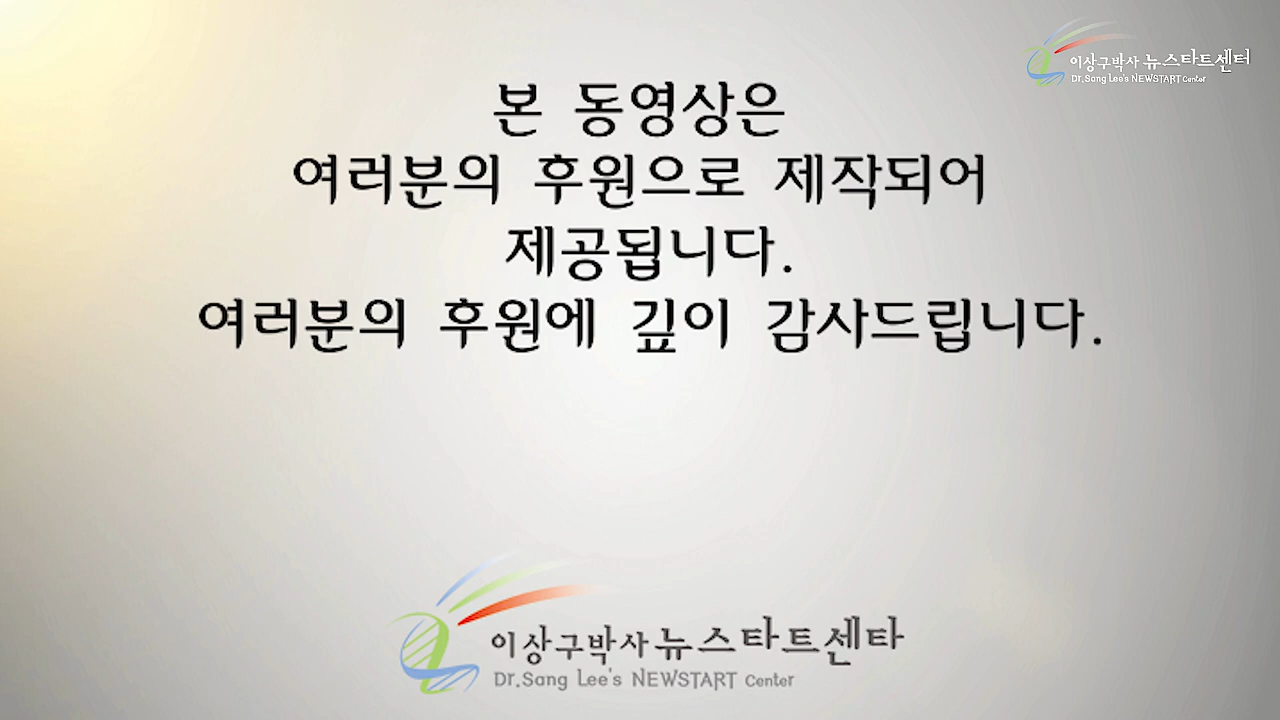 이상구박사 뉴스타트센터
Dr.Sang Lee's NEWSTART Center
본 동영상은
여러분의 후원으로 제작되어
제공됩니다.
여러분의 후원에 깊이 감사드립니다.
이상구박사 뉴스타트센타
Dr.Sang Lee's NEWSTART Center